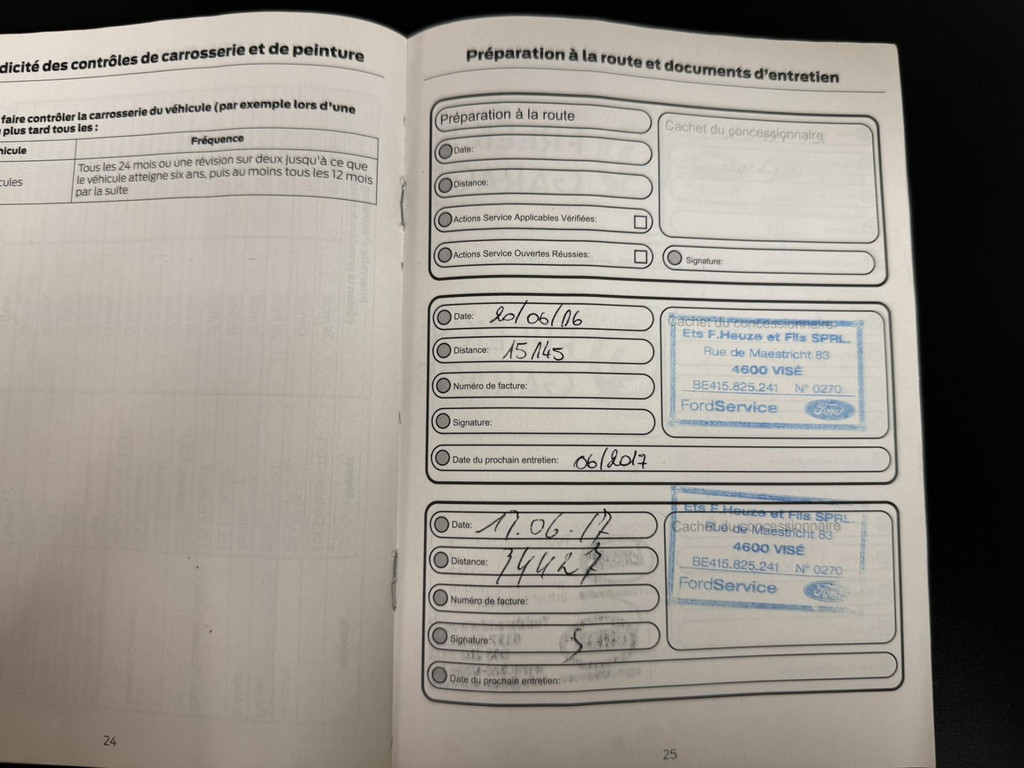 dicité des contrôles de carrosserie et de peinture
faire contrôler la carrosserie du véhicule (par exemple lors d'une
plus tard tous les :
hicule
Fréquence
cules
Tous les 24 mois ou une révision sur deux jusqu'à ce que
le véhicule atteigne six ans, puis au moins tous les 12 mois
par la suite
24
Préparation à la route et documents d'entretien
Préparation à la route
Date:
Distance:
Actions Service Applicables Vérifiées:
Actions Service Ouvertes Réussies:
Cachet du concessionnaire
Signature:
Date: 20/06/16
Distance: 15145
Numéro de facture:
Signature:
Date du prochain entretien: 06/2017
Cachet du concessionnaire
Ets F.Heuze et Fils SPRL.
Rue de Maestricht 83
4600 VISÉ
BE415.825.241 N° 0270
FordService Ford
Date: 17.06.17
Distance: 34427
Numéro de facture:
Signature:
Date du prochain entretien:
Ets F.Heuze et Fils SPRL.
Cachet du concessionnaire
Rue de Maestricht 83
4600 VISÉ
BE415.825.241 N° 0270
FordService Ford
25